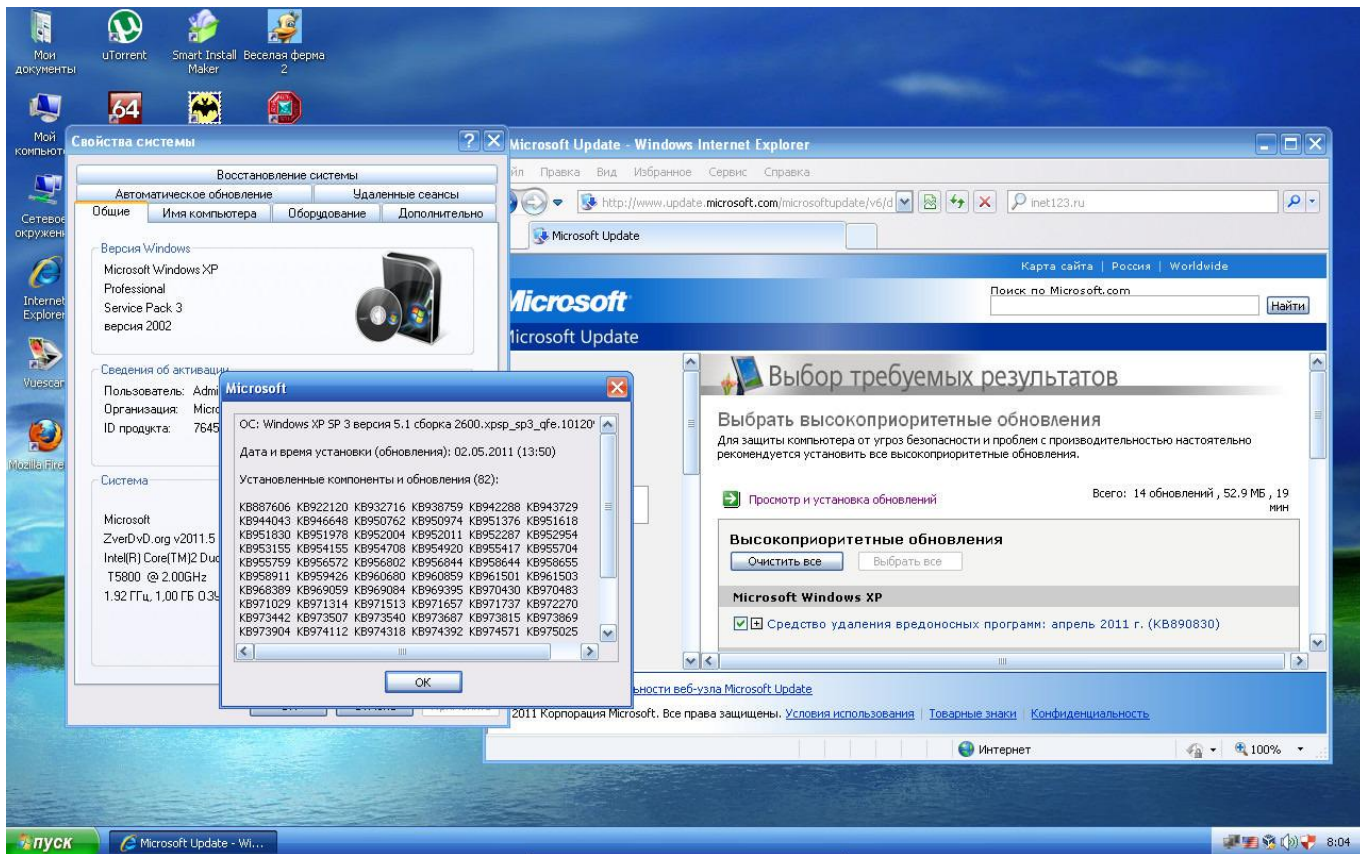 Мои документы
uTorrent
Smart Install Maker
Веселая ферма 2
64
Мой
Сетевое
Internet Explorer
Vuescan
Mozilla Fire
Свойства системы
Восстановление системы
Автоматическое обновление
Удаленные сеансы
Общие
Имя компьютера
Оборудование
Дополнительно
Версия Windows
Microsoft Windows XP
Professional
Service Pack 3
версия 2002
Сведения об активации
Пользователь: Admi
Организация: Micro
ID продукта: 7645
Система
Microsoft
ZverDvD.org v2011.5
Intel(R) Core(TM)2 Duo
T5800 @ 2.00GHz
1.92 ГГц, 1,00 ГБ ОЗУ
Microsoft
ОС: Windows XP SP 3 версия 5.1 сборка 2600.xpsp_sp3_qfe.10120
Дата и время установки (обновления): 02.05.2011 (13:50)
Установленные компоненты и обновления (82):
KB887606 KB922120 KB932716 KB938759 KB942288 KB943729
KB944043 KB946648 KB950762 KB950974 KB951376 KB951618
KB951830 KB951978 KB952004 KB952011 KB952287 KB952954
KB953155 KB954155 KB954708 KB954920 KB955417 KB955704
KB955759 KB956572 KB956802 KB956844 KB958644 KB958655
KB958911 KB959426 KB960680 KB960859 KB961501 KB961503
KB968389 KB969059 KB969084 KB969395 KB970430 KB970483
KB971029 KB971314 KB971513 KB971657 KB971737 KB972270
KB973442 KB973507 KB973540 KB973687 KB973815 KB973869
KB973904 KB974112 KB974318 KB974392 KB974571 KB975025
OK
Microsoft Update - Windows Internet Explorer
Правка Вид Избранное Сервис Справка
http://www.update.microsoft.com/microsoftupdate/v6/d
inet123.ru
Microsoft Update
Карта сайта | Россия | Worldwide
Microsoft
Поиск по Microsoft.com
Найти
Microsoft Update
Выбор требуемых результатов
Выбрать высокоприоритетные обновления
Для защиты компьютера от угроз безопасности и проблем с производительностью настоятельно
рекомендуется установить все высокоприоритетные обновления.
Просмотр и установка обновлений
Всего: 14 обновлений , 52.9 МБ , 19
мин
Высокоприоритетные обновления
Очистить все
Выбрать все
Microsoft Windows XP
Средство удаления вредоносных программ: апрель 2011 г. (KB890830)
ьности веб-узла Microsoft Update
2011 Корпорация Microsoft. Все права защищены. Условия использования | Товарные знаки | Конфиденциальность
Интернет
100%
пуск
Microsoft Update - Wi...
8:04